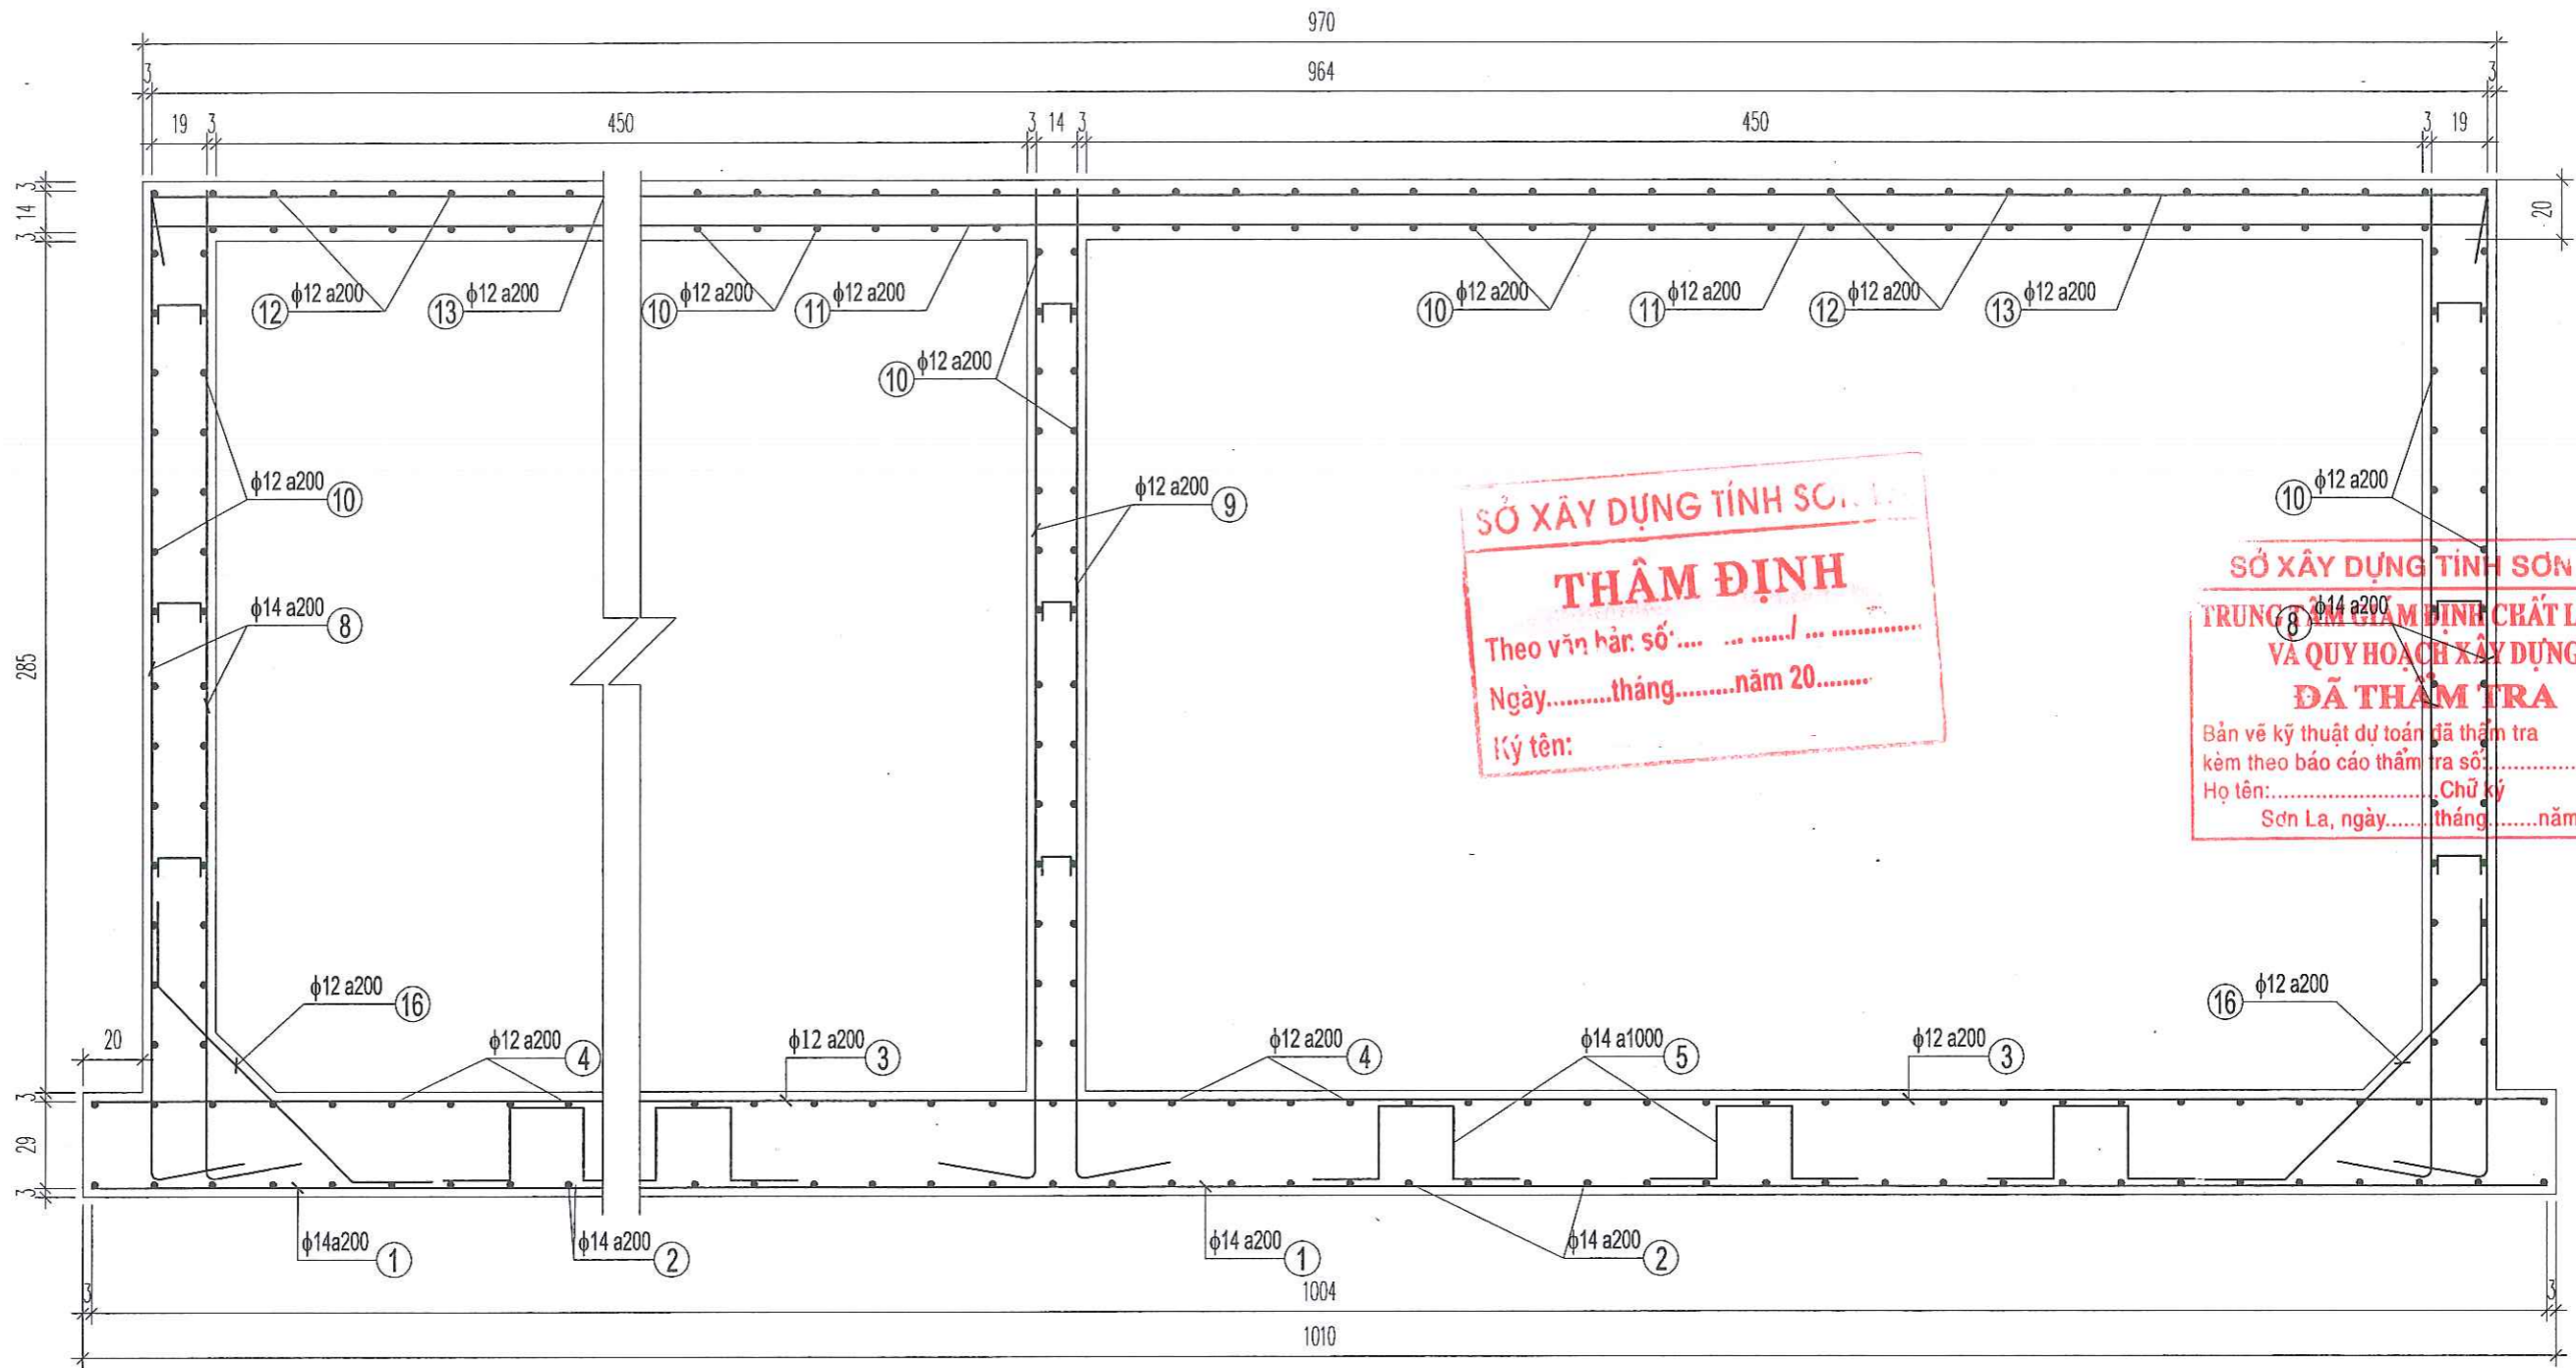 970
3 964 3
19 3 450 3 14 3 450 3 19
3
14
3
20
12 ϕ12 a200
13 ϕ12 a200
10 ϕ12 a200
11 ϕ12 a200
10 ϕ12 a200
11 ϕ12 a200
12 ϕ12 a200
13 ϕ12 a200
10 ϕ12 a200
ϕ12 a200 10
ϕ12 a200 9
10 ϕ12 a200
285
ϕ14 a200 8
8 ϕ14 a200
SỞ XÂY DỰNG TỈNH
THẨM ĐỊNH
Theo văn bản số:.... ... ....../ ... .............
Ngày..........tháng.........năm 20........
Ký tên:
SỞ XÂY DỰNG TỈNH SƠN
TRUNG TÂM GIÁM ĐỊNH CHẤT L
VÀ QUY HOẠCH XÂY DỰNG
ĐÃ THẨM TRA
Bản vẽ kỹ thuật dự toán đã thẩm tra
kèm theo báo cáo thẩm tra số:..............
Họ tên:........................Chữ ký
Sơn La, ngày........tháng........năm
ϕ12 a200 16
16 ϕ12 a200
20
ϕ12 a200 4
ϕ12 a200 3
ϕ12 a200 4
ϕ14 a1000 5
ϕ12 a200 3
3
29
3
ϕ14a200 1
ϕ14 a200 2
ϕ14 a200 1
ϕ14 a200 2
3 1004 3
1010